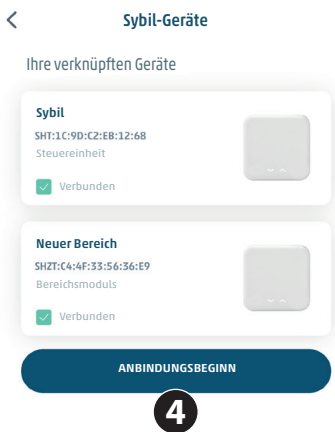 Sybil-Geräte
Ihre verknüpften Geräte
Sybil
SHT:1C:9D:C2:EB:12:68
Steuereinheit
Verbunden
Neuer Bereich
SHZT:C4:4F:33:56:36:E9
Bereichsmoduls
Verbunden
ANBINDUNGSBEGINN
4